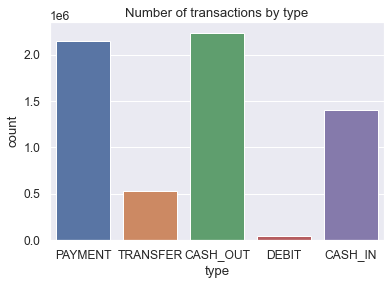 Number of transactions by type
1e6
2.0
1.5
1.0
0.5
0.0
count
PAYMENT TRANSFER CASH_OUT DEBIT CASH_IN
type